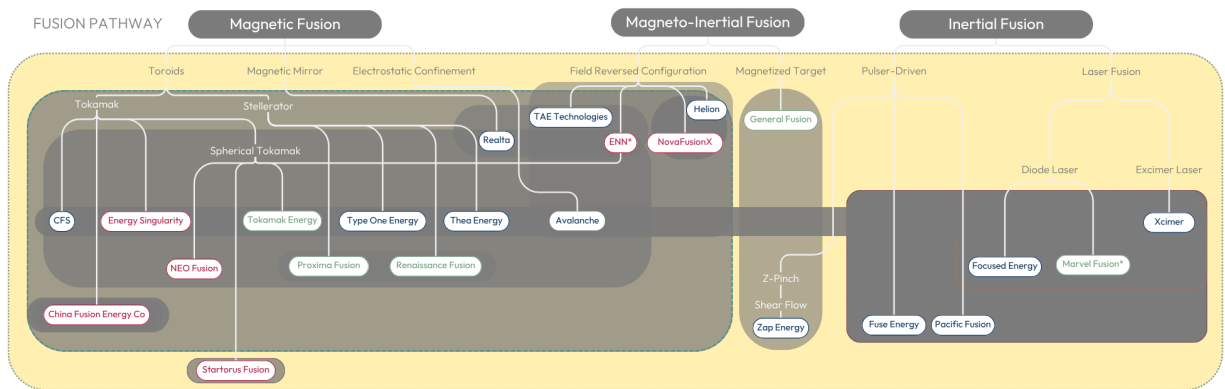 FUSION PATHWAY
Magnetic Fusion
Magneto-Inertial Fusion
Inertial Fusion
Toroids
Magnetic Mirror
Electrostatic Confinement
Field Reversed Configuration
Magnetized Target
Pulser-Driven
Laser Fusion
Tokamak
Stellerator
TAE Technologies
Helion
General Fusion
Realta
ENN*
NovaFusionX
Spherical Tokamak
Diode Laser
Excimer Laser
CFS
Energy Singularity
Tokamak Energy
Type One Energy
Thea Energy
Avalanche
Xcimer
NEO Fusion
Proxima Fusion
Renaissance Fusion
Focused Energy
Marvel Fusion*
Z-Pinch
Shear Flow
China Fusion Energy Co
Zap Energy
Fuse Energy
Pacific Fusion
Startorus Fusion